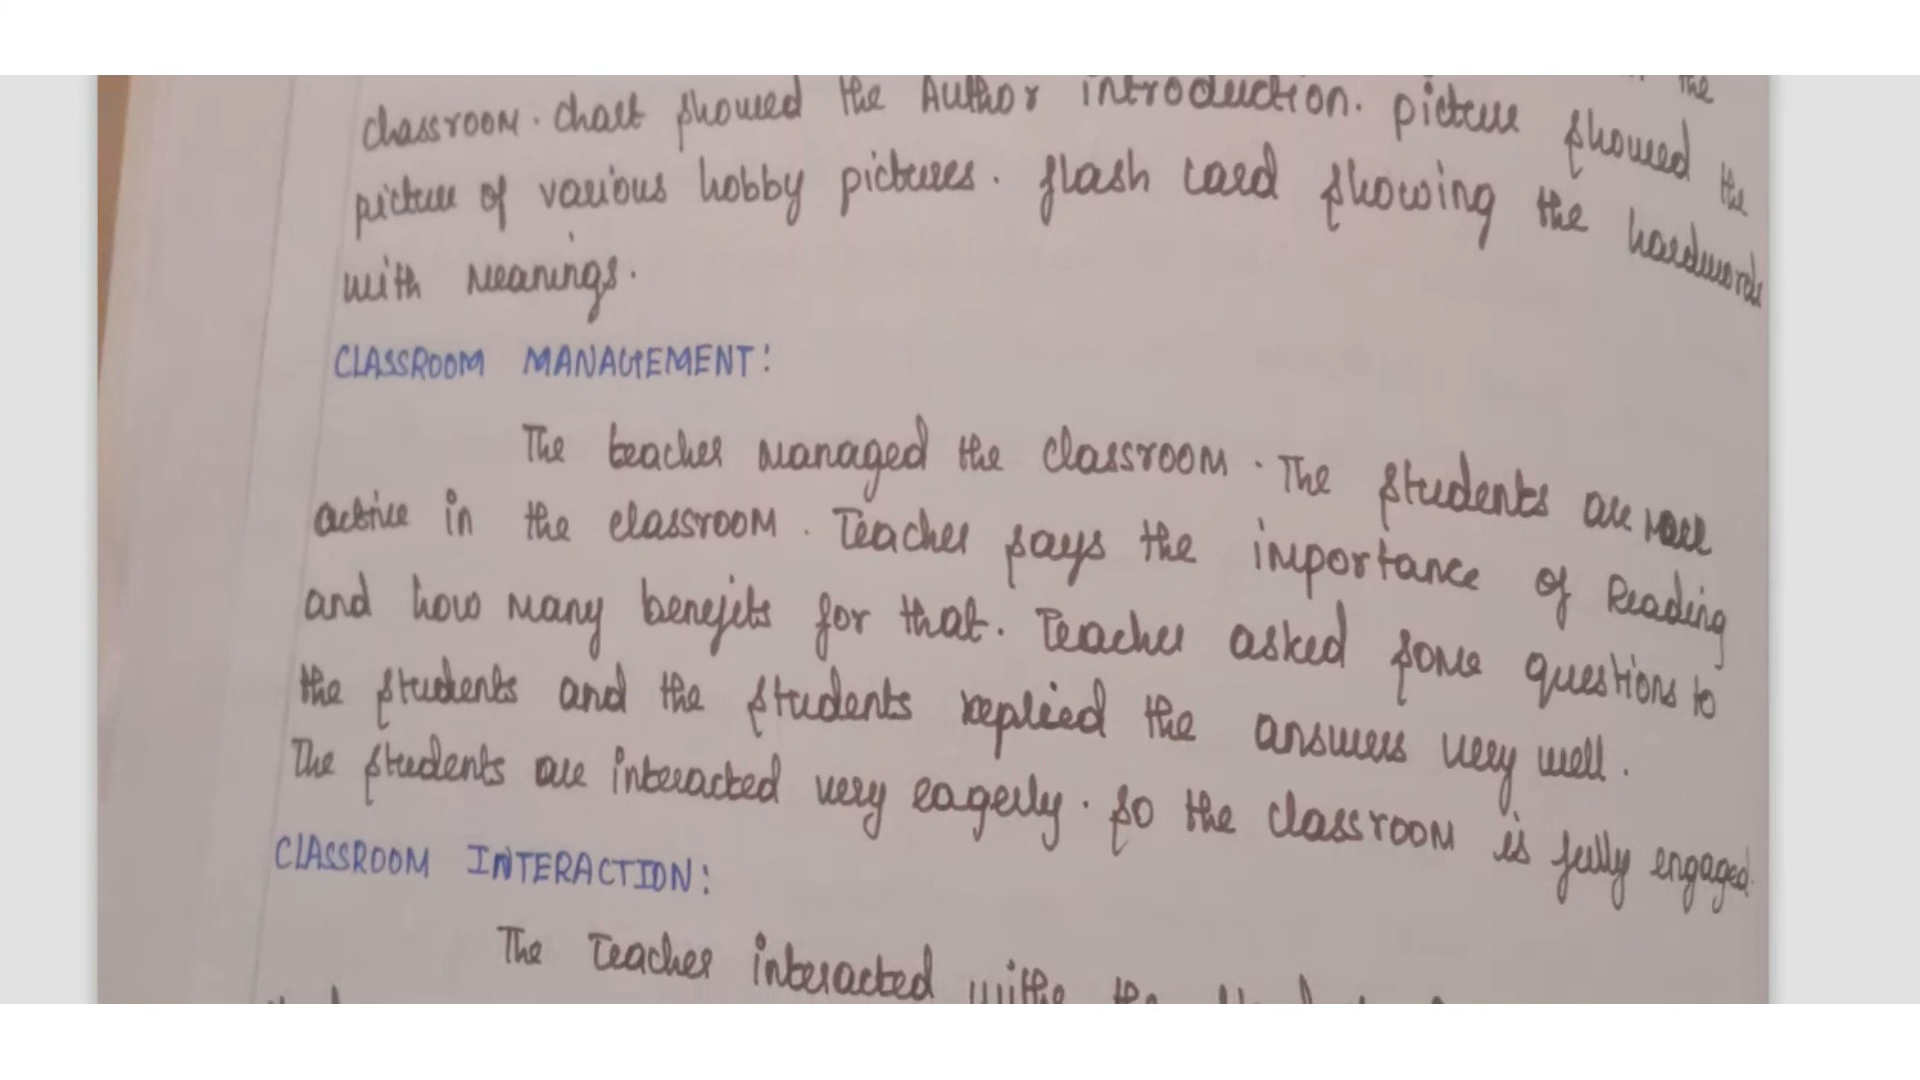 the
classroom. chart showed the Author introduction. picture showed the
picture of various hobby pictures. flash card showing the hardwords
with meanings.
CLASSROOM MANAGEMENT:
The teacher managed the classroom. The students are more
active in the classroom. Teacher says the importance of Reading
and how many benefits for that. Teacher asked some questions to
the students and the students replied the answers very well.
The students are interacted very eagerly. so the classroom is fully engaged.
CLASSROOM INTERACTION:
The Teacher interacted withe the